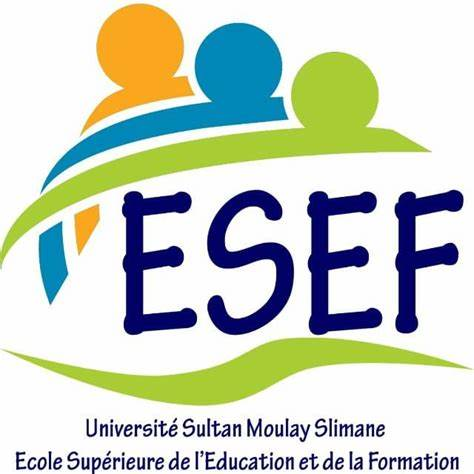 ESEF
Université Sultan Moulay Slimane
Ecole Supérieure de l'Education et de la Formation